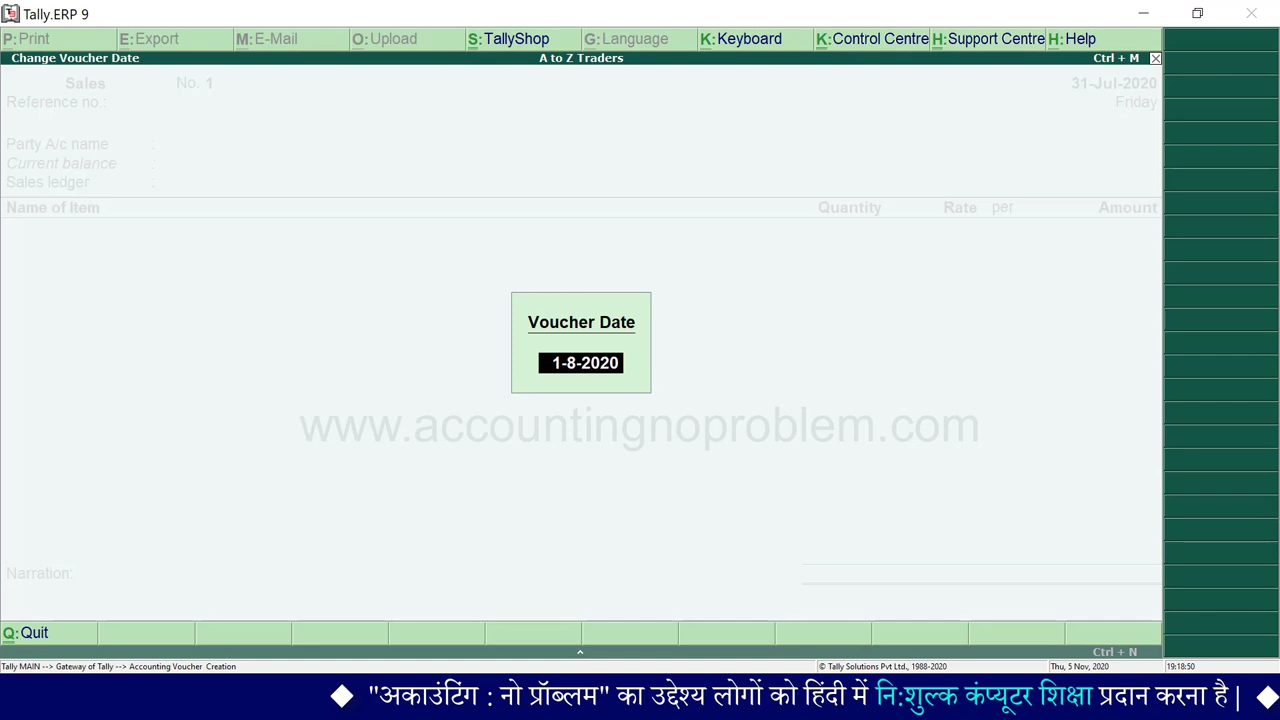 Tally.ERP 9
P:Print E:Export M:E-Mail O:Upload S:TallyShop G:Language K:Keyboard K:Control Centre H:Support Centre H:Help
Change Voucher Date A to Z Traders Ctrl + M
Sales No. 1 31-Jul-2020
Reference no.: Friday
Party A/c name :
Current balance :
Sales ledger :
Name of Item Quantity Rate per Amount
Voucher Date
1-8-2020
www.accountingnoproblem.com
Narration:
Q:Quit
Ctrl + N
Tally MAIN --> Gateway of Tally --> Accounting Voucher Creation © Tally Solutions Pvt Ltd., 1988-2020 Thu, 5 Nov, 2020 19:18:50
"अकाउंटिंग : नो प्रॉब्लम" का उद्देश्य लोगों को हिंदी में नि:शुल्क कंप्यूटर शिक्षा प्रदान करना है |